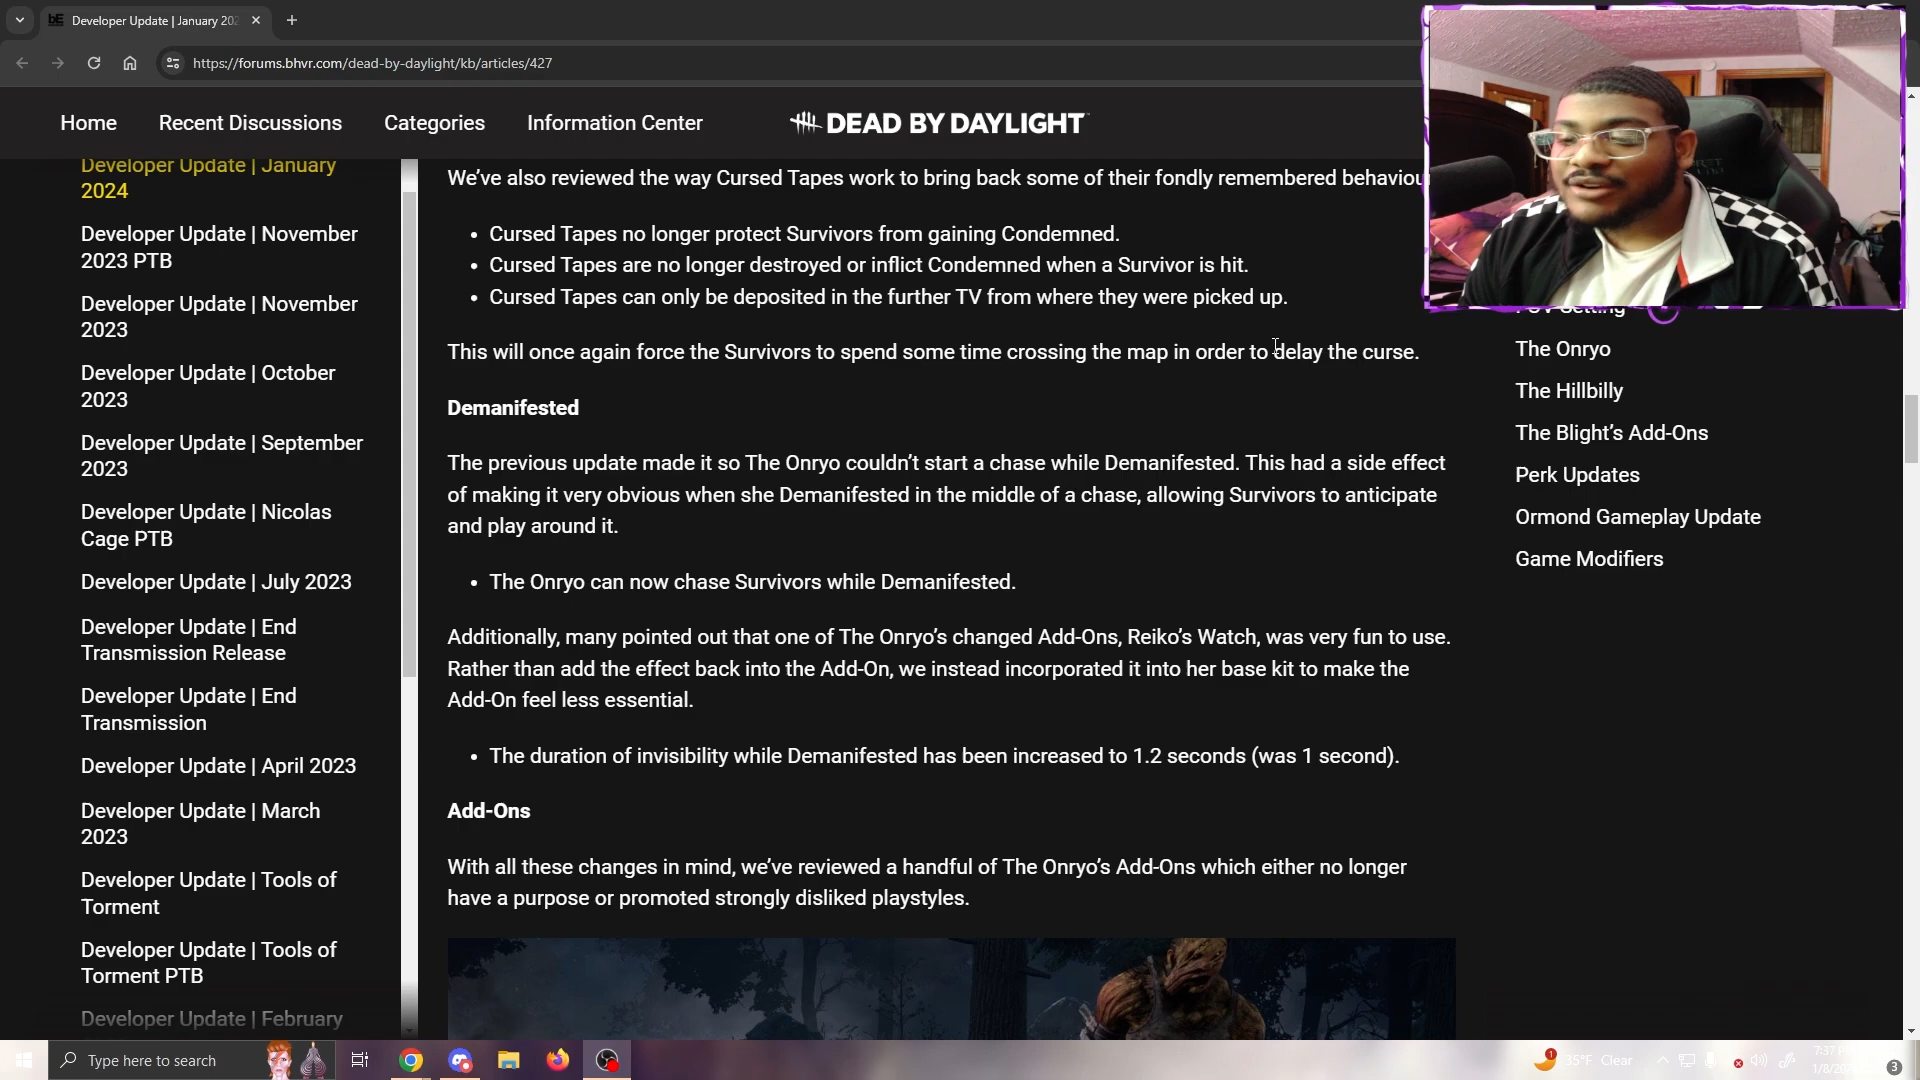 Developer Update | January 202
https://forums.bhvr.com/dead-by-daylight/kb/articles/427
Home
Recent Discussions
Categories
Information Center
DEAD BY DAYLIGHT
Developer Update | January
2024
Developer Update | November
2023 PTB
Developer Update | November
2023
Developer Update | October
2023
Developer Update | September
2023
Developer Update | Nicolas
Cage PTB
Developer Update | July 2023
Developer Update | End
Transmission Release
Developer Update | End
Transmission
Developer Update | April 2023
Developer Update | March
2023
Developer Update | Tools of
Torment
Developer Update | Tools of
Torment PTB
Developer Update | February
We’ve also reviewed the way Cursed Tapes work to bring back some of their fondly remembered behaviou
• Cursed Tapes no longer protect Survivors from gaining Condemned.
• Cursed Tapes are no longer destroyed or inflict Condemned when a Survivor is hit.
• Cursed Tapes can only be deposited in the further TV from where they were picked up.
This will once again force the Survivors to spend some time crossing the map in order to delay the curse.
Demanifested
The previous update made it so The Onryo couldn’t start a chase while Demanifested. This had a side effect
of making it very obvious when she Demanifested in the middle of a chase, allowing Survivors to anticipate
and play around it.
• The Onryo can now chase Survivors while Demanifested.
Additionally, many pointed out that one of The Onryo’s changed Add-Ons, Reiko’s Watch, was very fun to use.
Rather than add the effect back into the Add-On, we instead incorporated it into her base kit to make the
Add-On feel less essential.
• The duration of invisibility while Demanifested has been increased to 1.2 seconds (was 1 second).
Add-Ons
With all these changes in mind, we’ve reviewed a handful of The Onryo’s Add-Ons which either no longer
have a purpose or promoted strongly disliked playstyles.
FOV Setting
The Onryo
The Hillbilly
The Blight’s Add-Ons
Perk Updates
Ormond Gameplay Update
Game Modifiers
Type here to search
1
35°F Clear
7:37 P
1/8/20
3